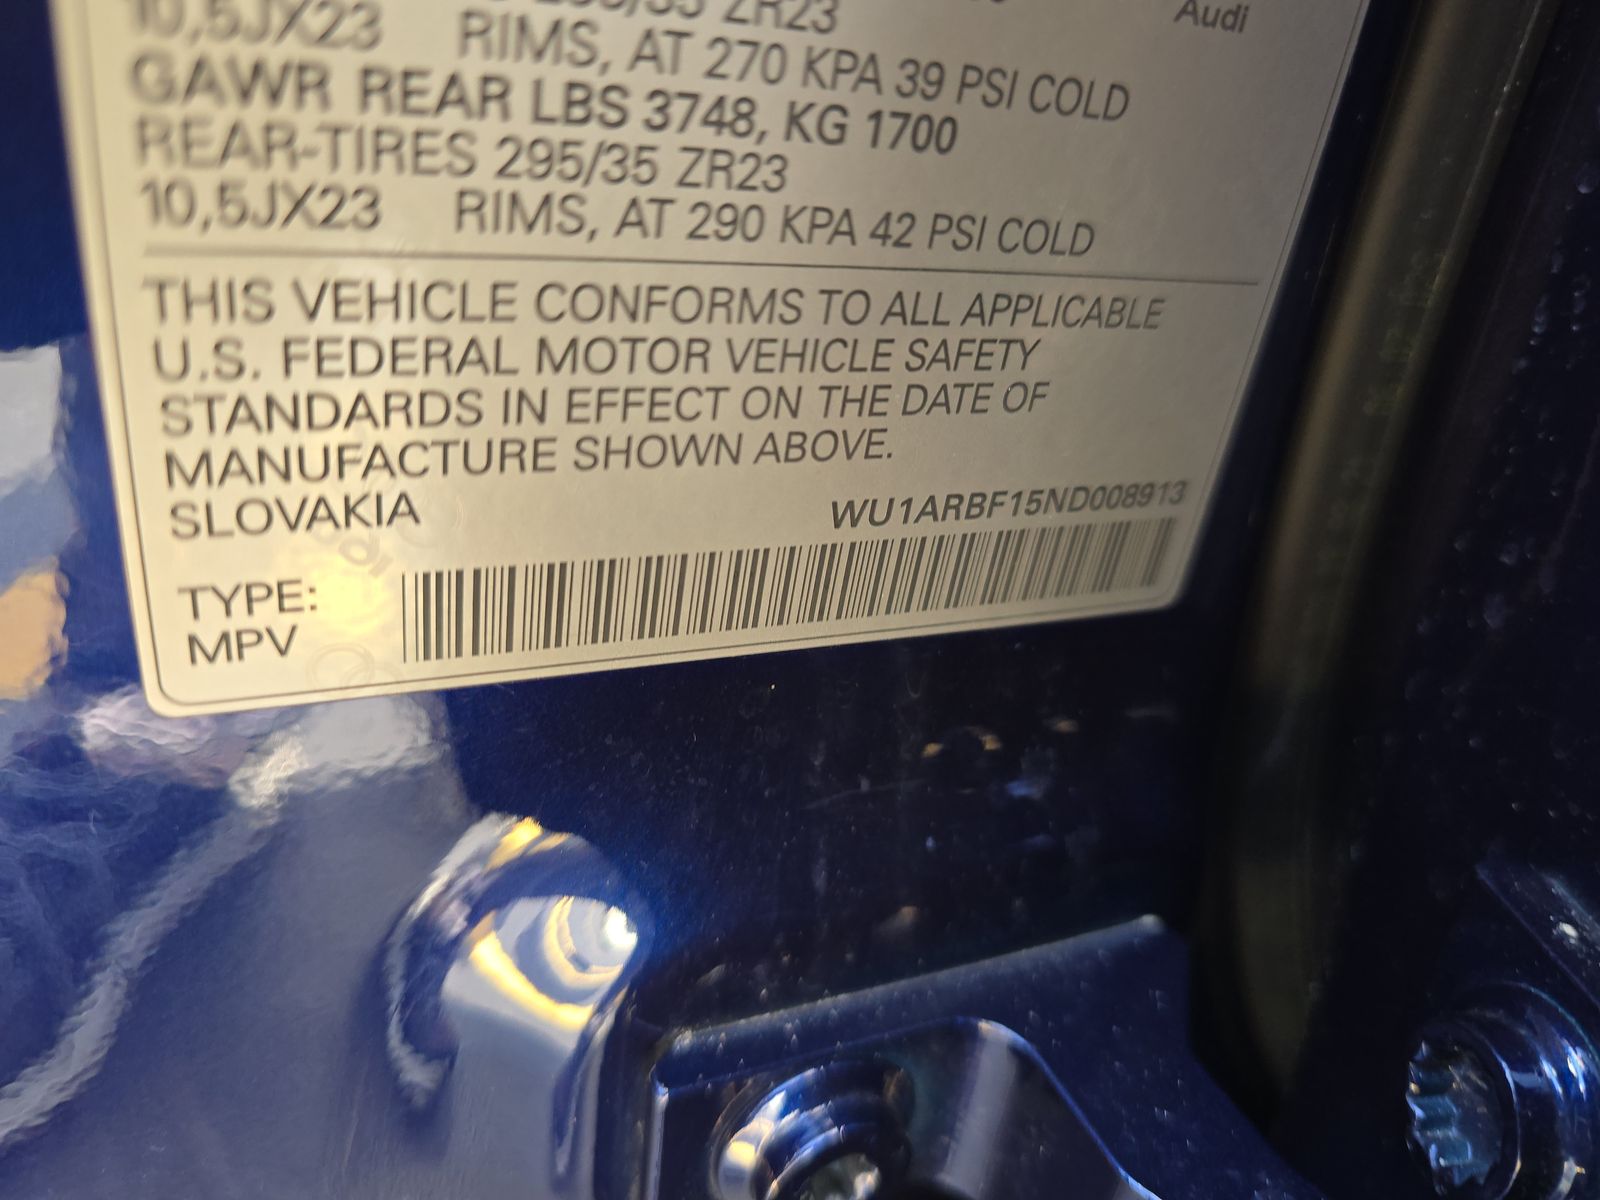 ZR23
Audi
10,5JX23 RIMS, AT 270 KPA 39 PSI COLD
GAWR REAR LBS 3748, KG 1700
REAR-TIRES 295/35 ZR23
10,5JX23 RIMS, AT 290 KPA 42 PSI COLD
THIS VEHICLE CONFORMS TO ALL APPLICABLE
U.S. FEDERAL MOTOR VEHICLE SAFETY
STANDARDS IN EFFECT ON THE DATE OF
MANUFACTURE SHOWN ABOVE.
SLOVAKIA WU1ARBF15ND008913
TYPE:
MPV